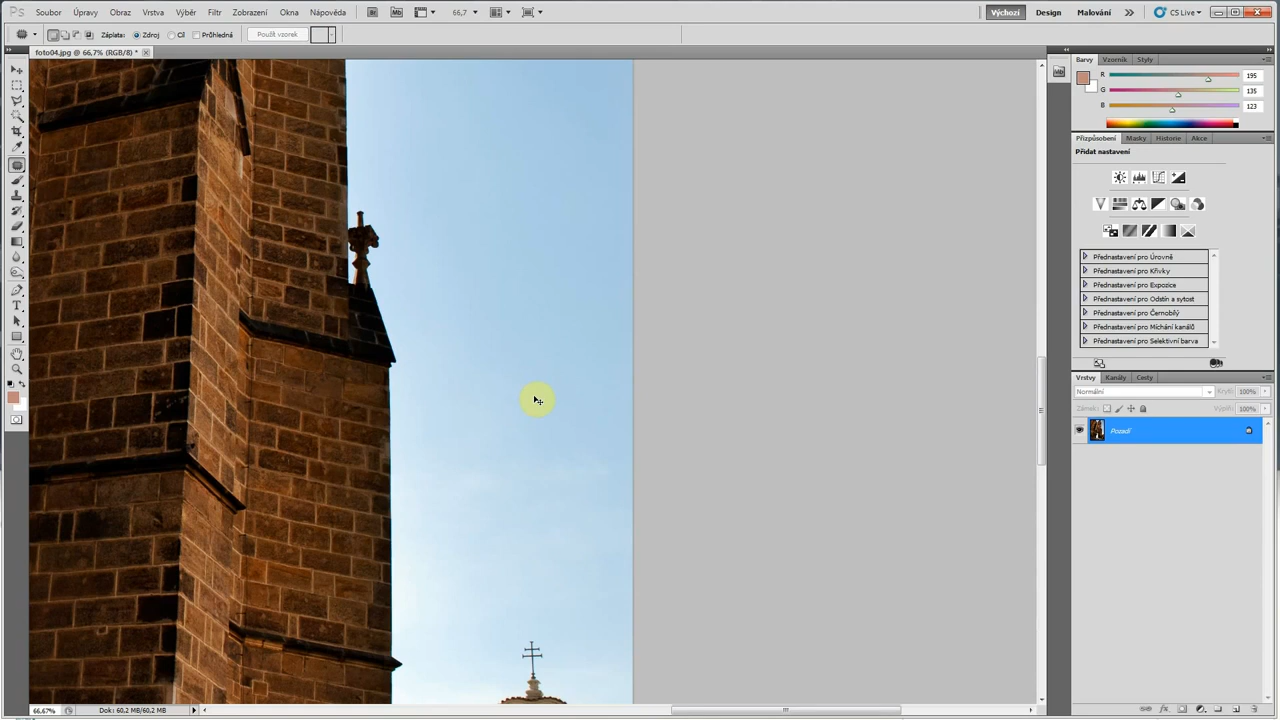 Ps Soubor Úpravy Obraz Vrstva Výběr Filtr Zobrazení Okna Nápověda Br Mb 66,7 Výchozí Design Malování CS Live
Záplata: Zdroj Cíl Průhledná Použít vzorek
foto04.jpg @ 66,7% (RGB/8) *
Mb
Barvy Vzorník Styly
R 195
G 135
B 123
Přizpůsobení Masky Historie Akce
Přidat nastavení
Přednastavení pro Úrovně
Přednastavení pro Křivky
Přednastavení pro Expozice
Přednastavení pro Odstín a sytost
Přednastavení pro Černobílý
Přednastavení pro Míchání kanálů
Přednastavení pro Selektivní barva
Vrstvy Kanály Cesty
Normální Krytí: 100%
Zámek: Výplň: 100%
Pozadí
66,67% Dok: 60,2 MB/60,2 MB